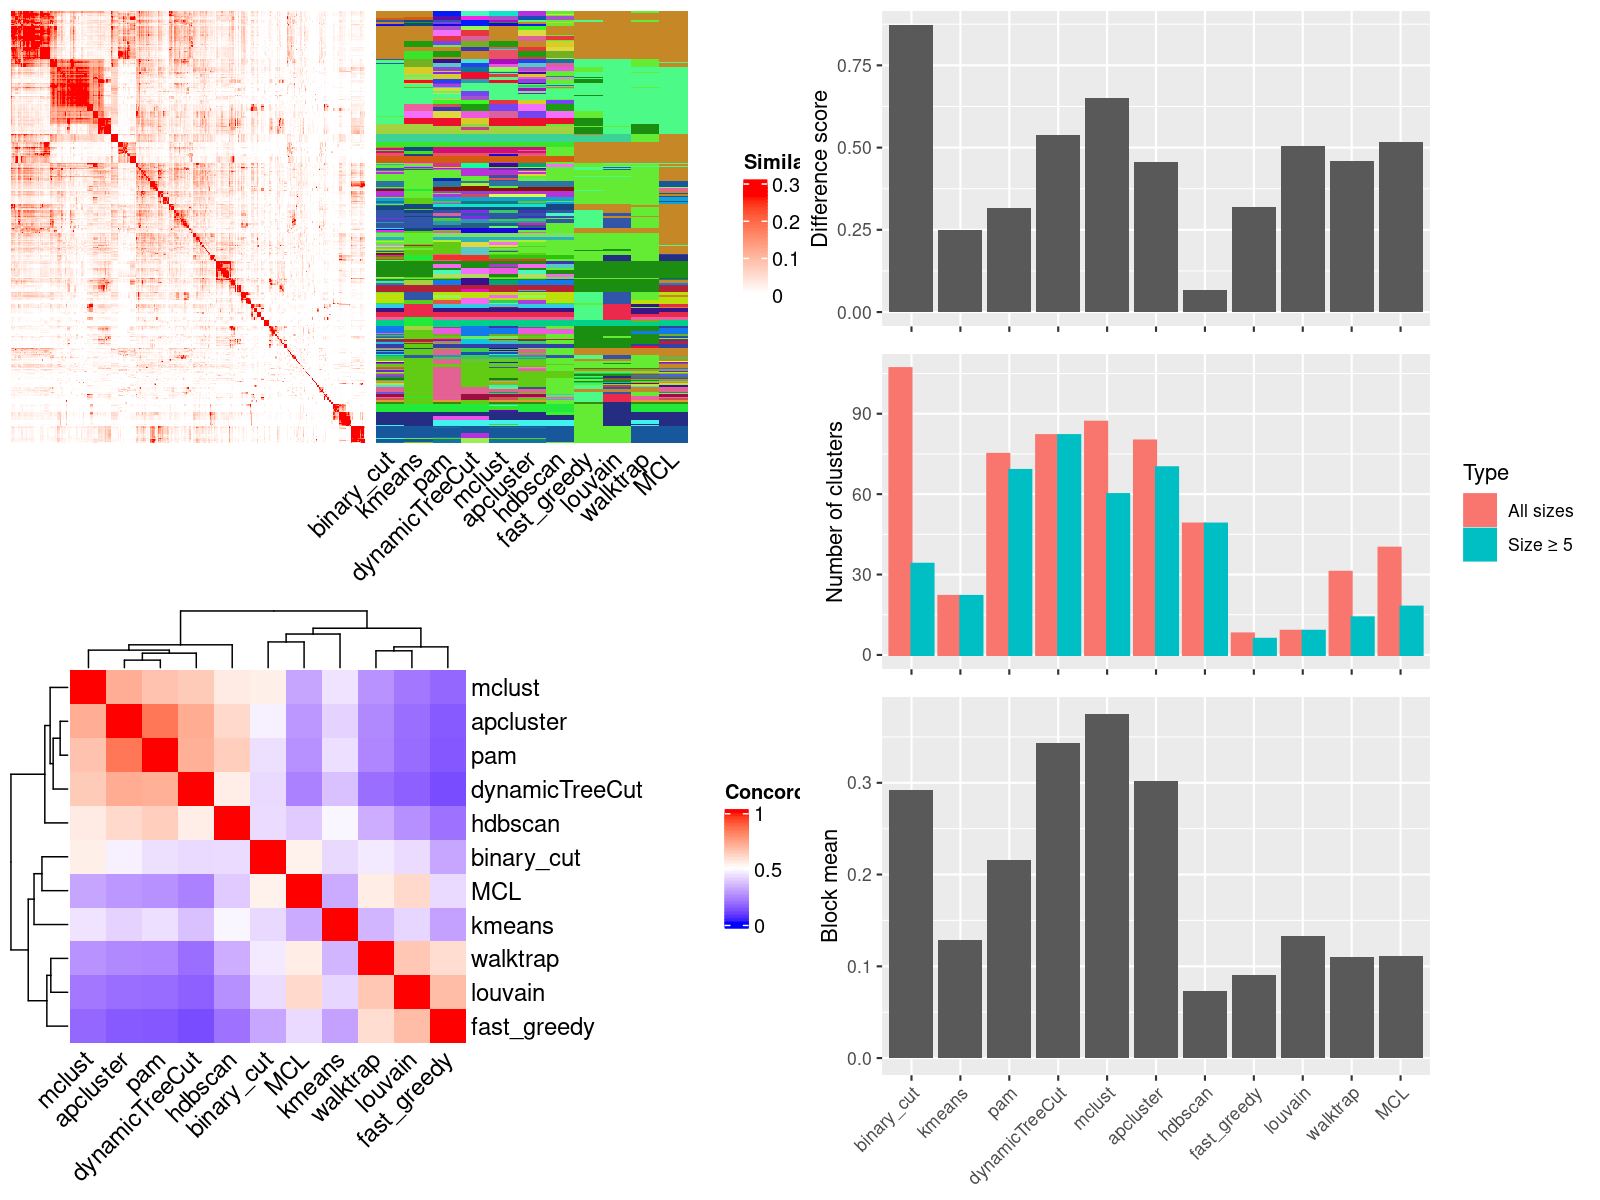 Simila
0.3
0.2
0.1
0
binary_cut
kmeans
pam
dynamicTreeCut
mclust
apcluster
hdbscan
fast_greedy
louvain
walktrap
MCL
mclust
apcluster
pam
dynamicTreeCut
hdbscan
binary_cut
MCL
kmeans
walktrap
louvain
fast_greedy
mclust
apcluster
pam
dynamicTreeCut
hdbscan
binary_cut
MCL
kmeans
walktrap
louvain
fast_greedy
Concord
1
0.5
0
Difference score
0.75
0.50
0.25
0.00
Number of clusters
90
60
30
0
Type
All sizes
Size ≥ 5
Block mean
0.3
0.2
0.1
0.0
binary_cut
kmeans
pam
dynamicTreeCut
mclust
apcluster
hdbscan
fast_greedy
louvain
walktrap
MCL